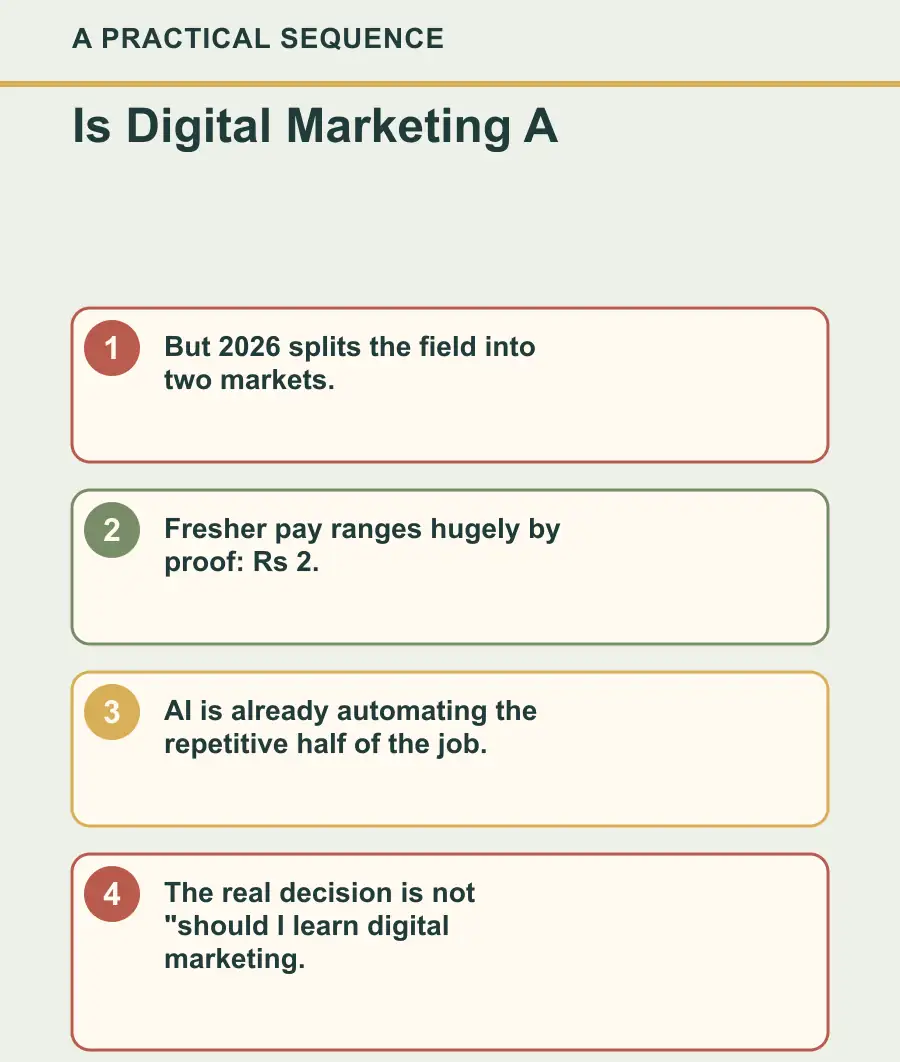 A PRACTICAL SEQUENCE
Is Digital Marketing A
1
But 2026 splits the field into
two markets.
2
Fresher pay ranges hugely by
proof: Rs 2.
3
AI is already automating the
repetitive half of the job.
4
The real decision is not
"should I learn digital
marketing.